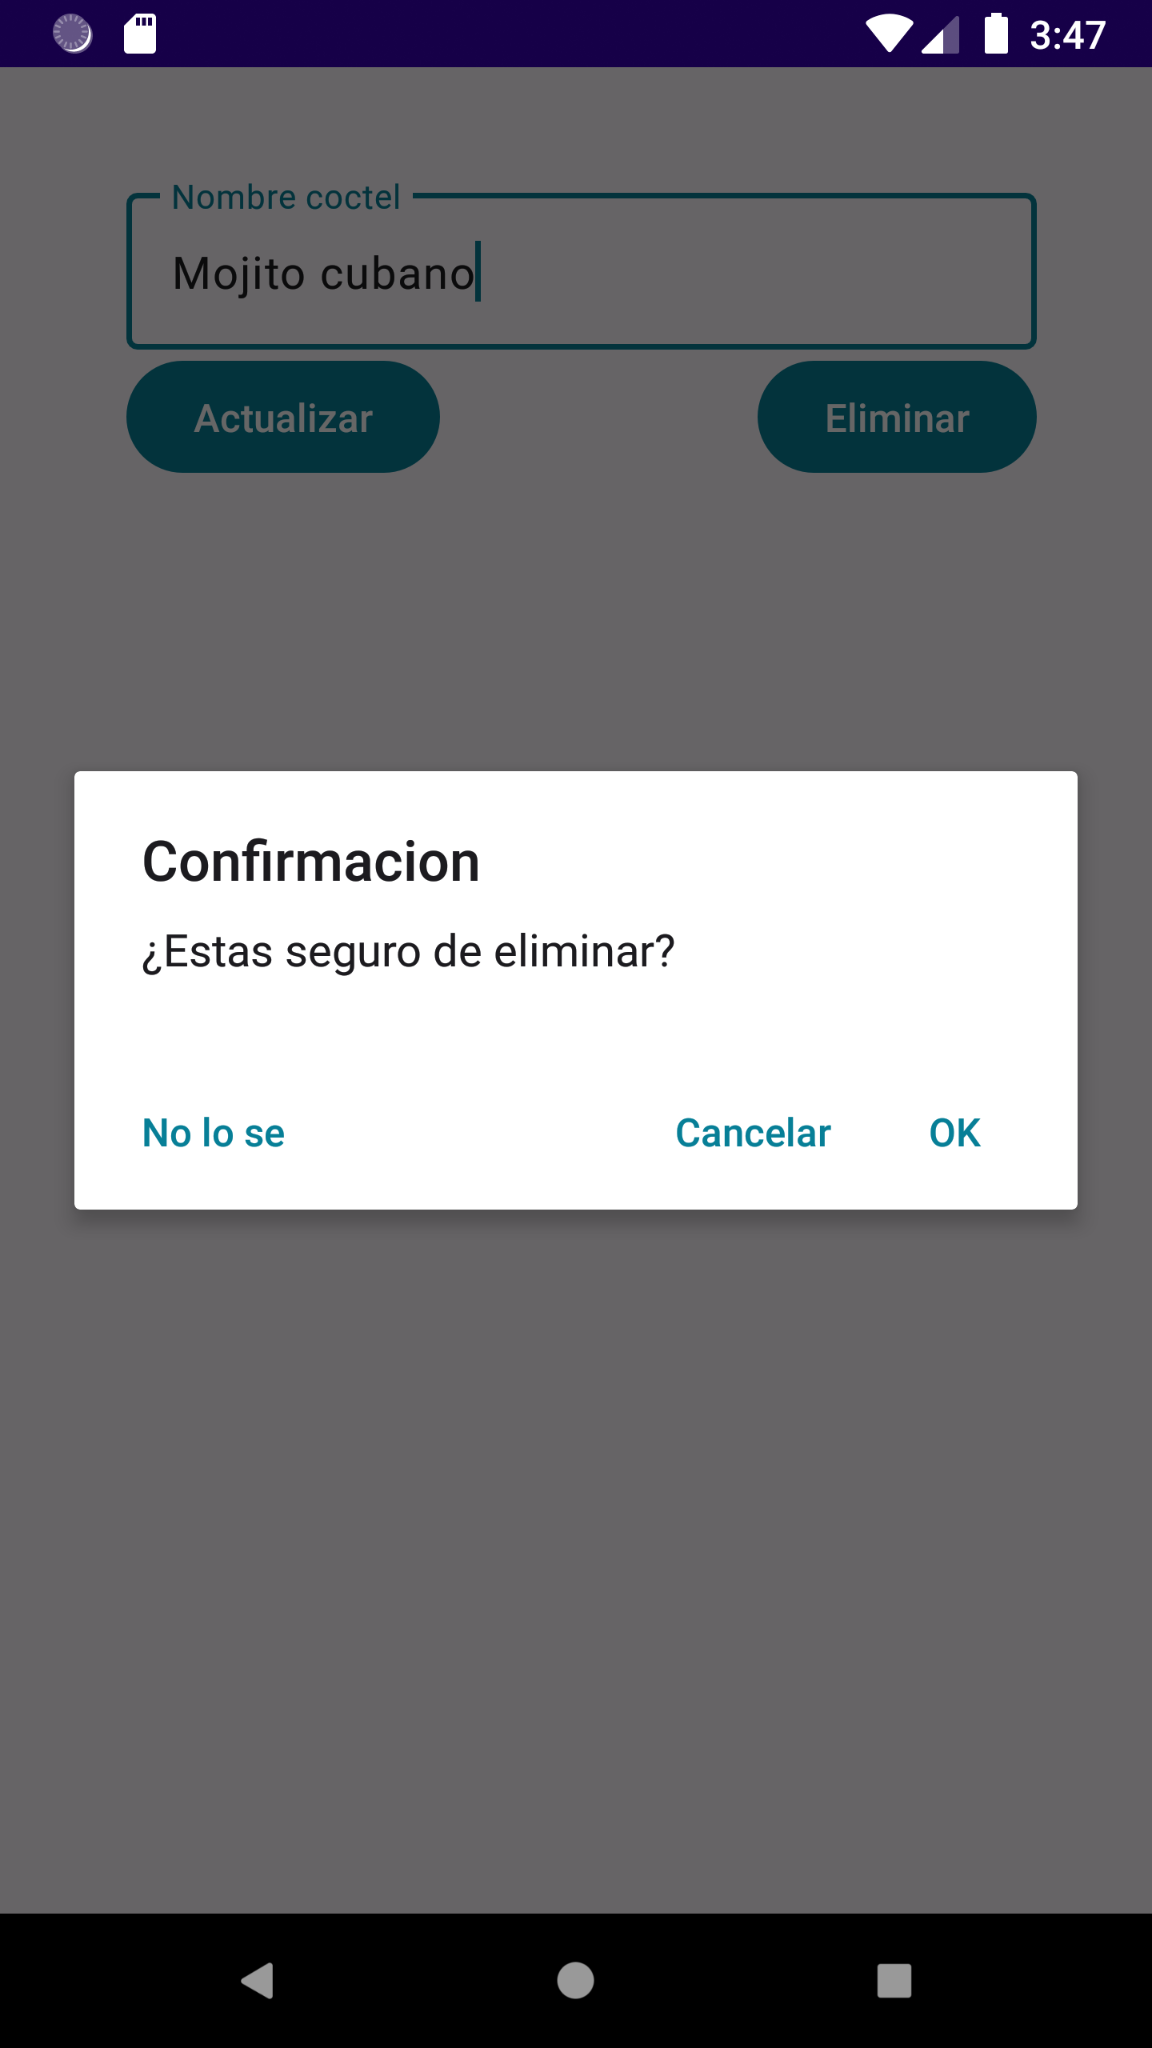 3:47
Nombre coctel
Mojito cubano
Actualizar Eliminar
Confirmacion
¿Estas seguro de eliminar?
No lo se Cancelar OK